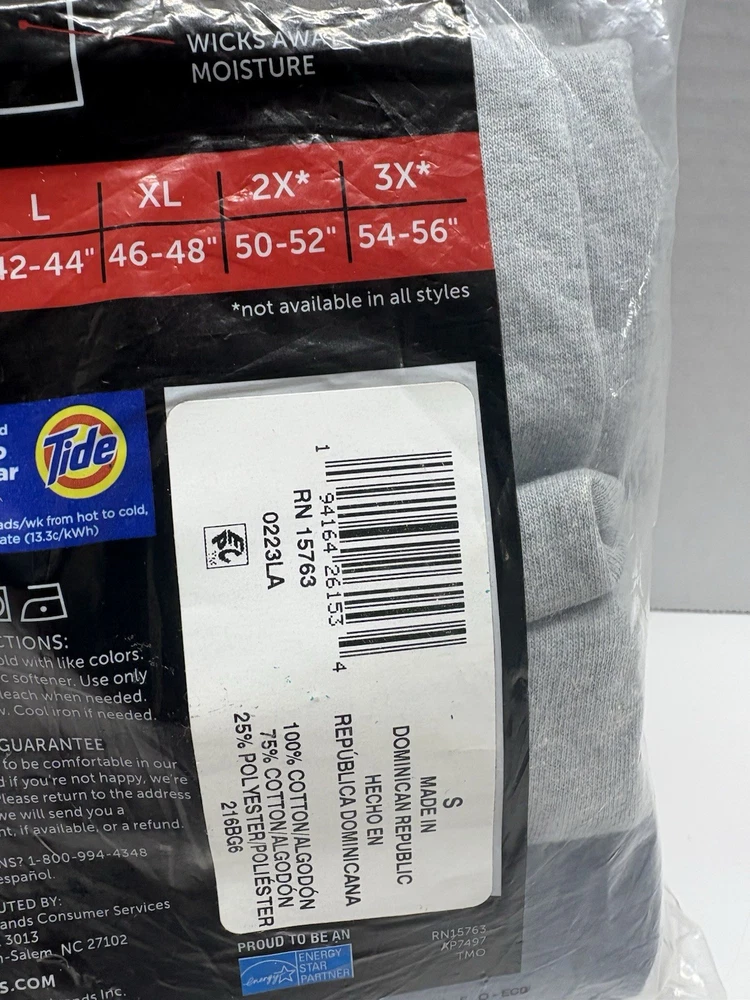 WICKS AWAY
MOISTURE
L XL 2X* 3X*
42-44" 46-48" 50-52" 54-56"
*not available in all styles
Tide
ads/wk from hot to cold,
ate (13.3¢/kWh)
CTIONS:
old with like colors.
c softener. Use only
leach when needed.
w. Cool iron if needed.
GUARANTEE
to be comfortable in our
d if you're not happy, we're
Please return to the address
we will send you a
nt, if available, or a refund.
NS? 1-800-994-4348
español.
UTED BY:
ands Consumer Services
3013
n-Salem, NC 27102
S.COM
ands Inc.
1 94164 26153 4
RN 15763
0223LA
S
MADE IN
DOMINICAN REPUBLIC
HECHO EN
REPÚBLICA DOMINICANA
100% COTTON/ALGODÓN
75% COTTON/ALGODÓN
25% POLYESTER/POLIÉSTER
216BG6
PROUD TO BE AN
energy
ENERGY
STAR
PARTNER
RN15763
XP7497
TMO